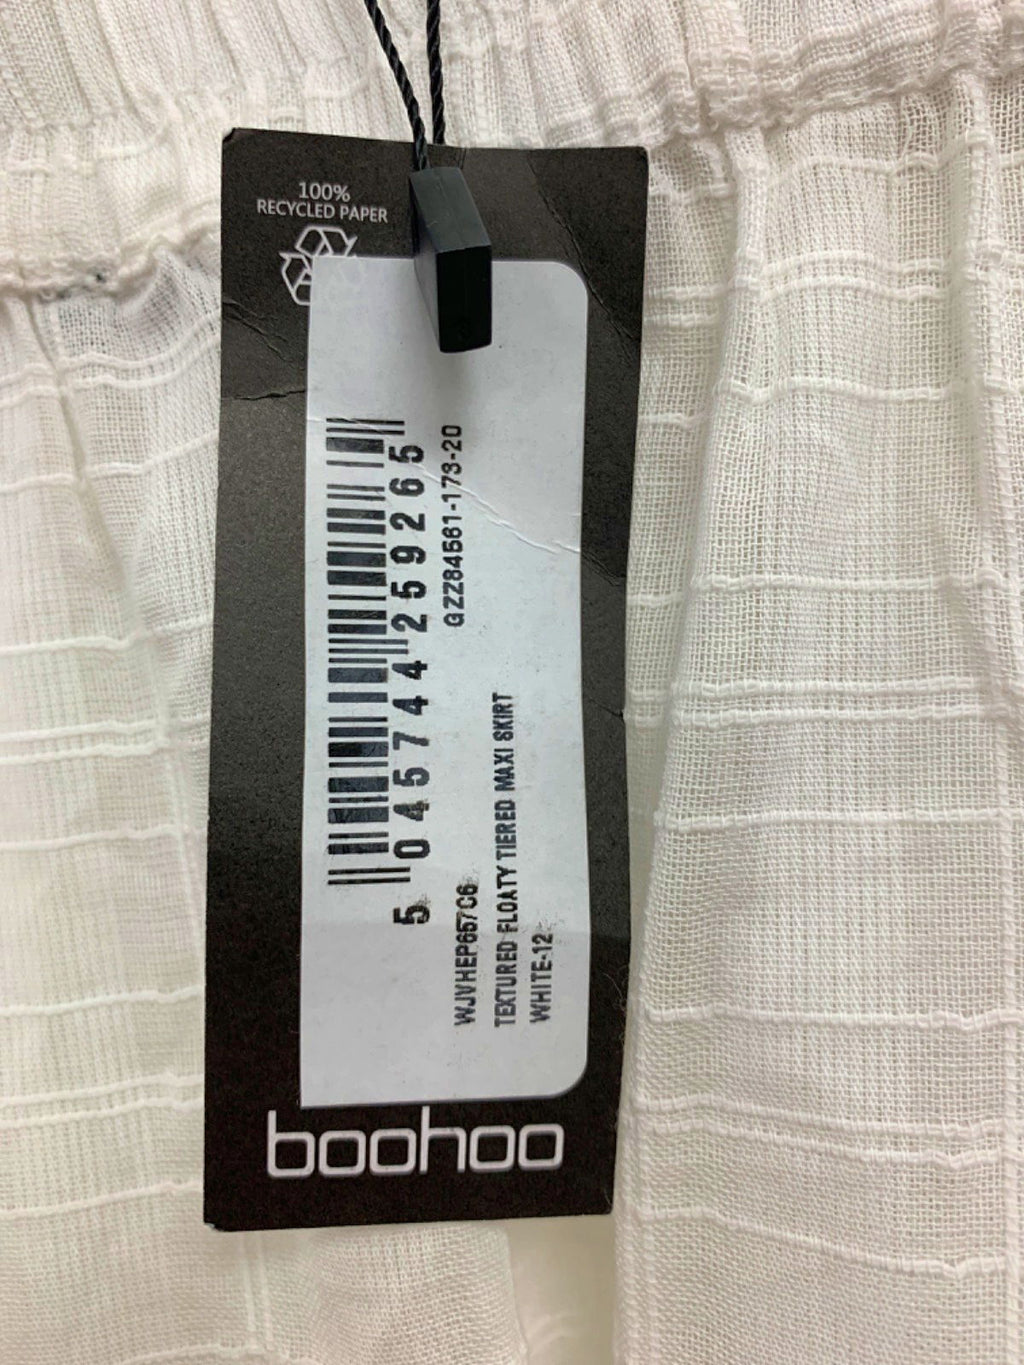 100%
RECYCLED PAPER
5 045744 259265
GZZ84561-173-20
WJVHEP657C6
TEXTURED FLOATY TIERED MAXI SKIRT
WHITE-12
boohoo